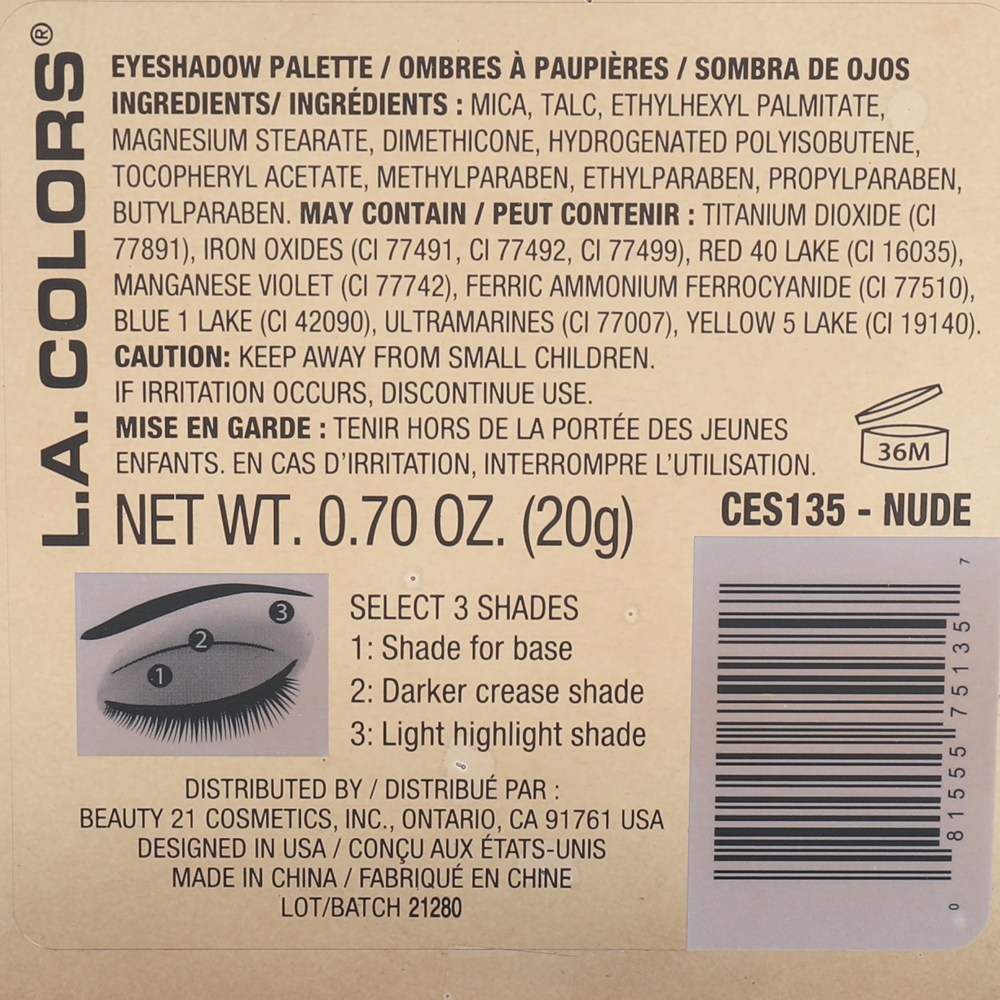 L.A. COLORS®
EYESHADOW PALETTE / OMBRES À PAUPIÈRES / SOMBRA DE OJOS
INGREDIENTS/ INGRÉDIENTS : MICA, TALC, ETHYLHEXYL PALMITATE,
MAGNESIUM STEARATE, DIMETHICONE, HYDROGENATED POLYISOBUTENE,
TOCOPHERYL ACETATE, METHYLPARABEN, ETHYLPARABEN, PROPYLPARABEN,
BUTYLPARABEN. MAY CONTAIN / PEUT CONTENIR : TITANIUM DIOXIDE (CI
77891), IRON OXIDES (CI 77491, CI 77492, CI 77499), RED 40 LAKE (CI 16035),
MANGANESE VIOLET (CI 77742), FERRIC AMMONIUM FERROCYANIDE (CI 77510),
BLUE 1 LAKE (CI 42090), ULTRAMARINES (CI 77007), YELLOW 5 LAKE (CI 19140).
CAUTION: KEEP AWAY FROM SMALL CHILDREN.
IF IRRITATION OCCURS, DISCONTINUE USE.
MISE EN GARDE : TENIR HORS DE LA PORTÉE DES JEUNES
ENFANTS. EN CAS D'IRRITATION, INTERROMPRE L'UTILISATION.
36M
NET WT. 0.70 OZ. (20g)
CES135 - NUDE
1
2
3
SELECT 3 SHADES
1: Shade for base
2: Darker crease shade
3: Light highlight shade
0 81555 75135 7
DISTRIBUTED BY / DISTRIBUÉ PAR :
BEAUTY 21 COSMETICS, INC., ONTARIO, CA 91761 USA
DESIGNED IN USA / CONÇU AUX ÉTATS-UNIS
MADE IN CHINA / FABRIQUÉ EN CHINE
LOT/BATCH 21280